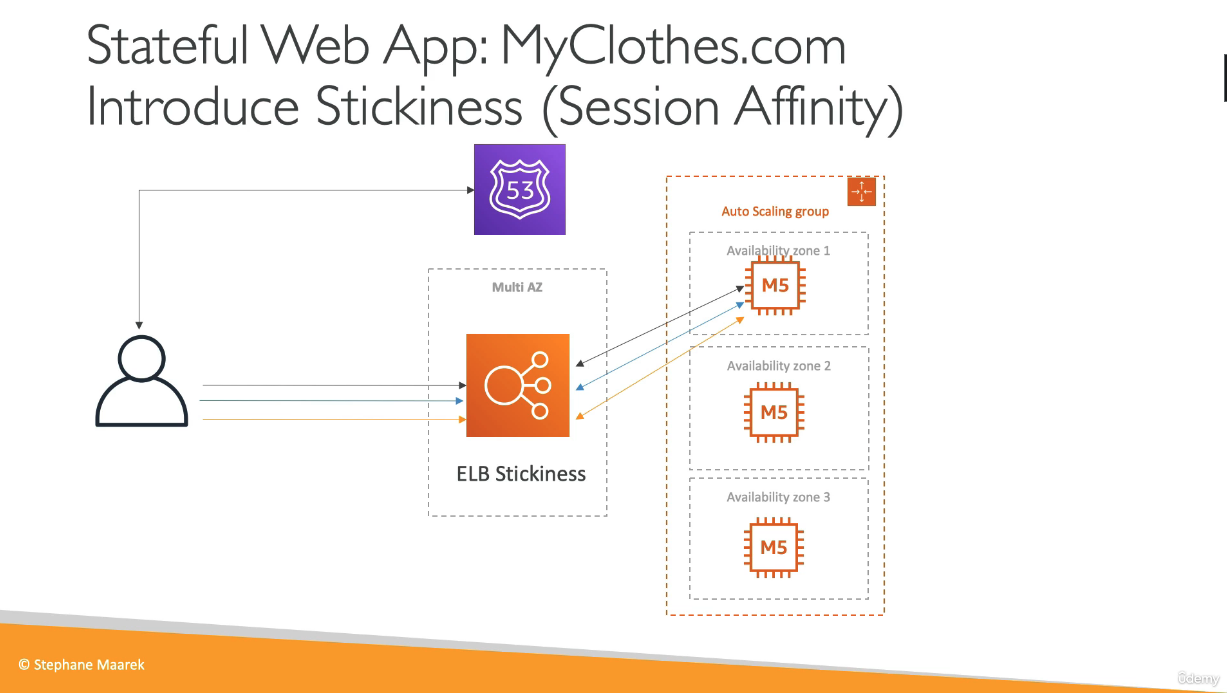 Stateful Web App: MyClothes.com
Introduce Stickiness (Session Affinity)
53
Auto Scaling group
Availability zone 1
M5
Multi AZ
ELB Stickiness
Availability zone 2
M5
Availability zone 3
M5
© Stephane Maarek
ûdemy